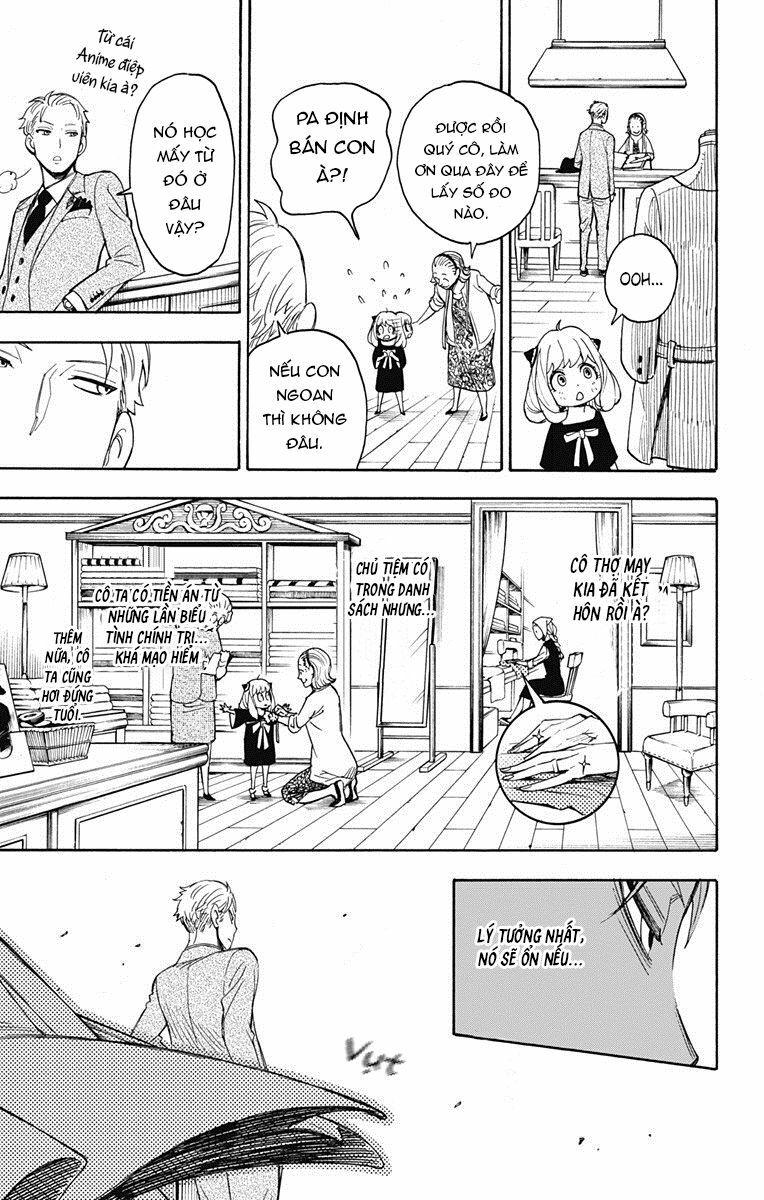 OOH...
ĐƯỢC RỒI
QUÝ CÔ, LÀM
ƠN QUA ĐÂY ĐỂ
LẤY SỐ ĐO
NÀO.
PA ĐỊNH
BÁN CON
À?!
NẾU CON
NGOAN
THÌ KHÔNG
ĐÂU.
NÓ HỌC
MẤY TỪ
ĐÓ Ở
ĐÂU
VẬY?
Từ cái
Anime điệp
viên kia à?
CÔ THỢ MAY
KIA ĐÃ KẾT
HÔN RỒI À?
CHỦ TIỆM CÓ
TRONG DANH
SÁCH NHƯNG...
CÔ TA CÓ TIỀN ÁN TỪ
NHỮNG LẦN BIỂU
TÌNH CHÍNH TRỊ...
KHÁ MẠO HIỂM
THÊM
NỮA, CÔ
TA CŨNG
HƠI ĐỨNG
TUỔI.
LÝ TƯỞNG NHẤT,
NÓ SẼ ỔN NẾU...
Vụt